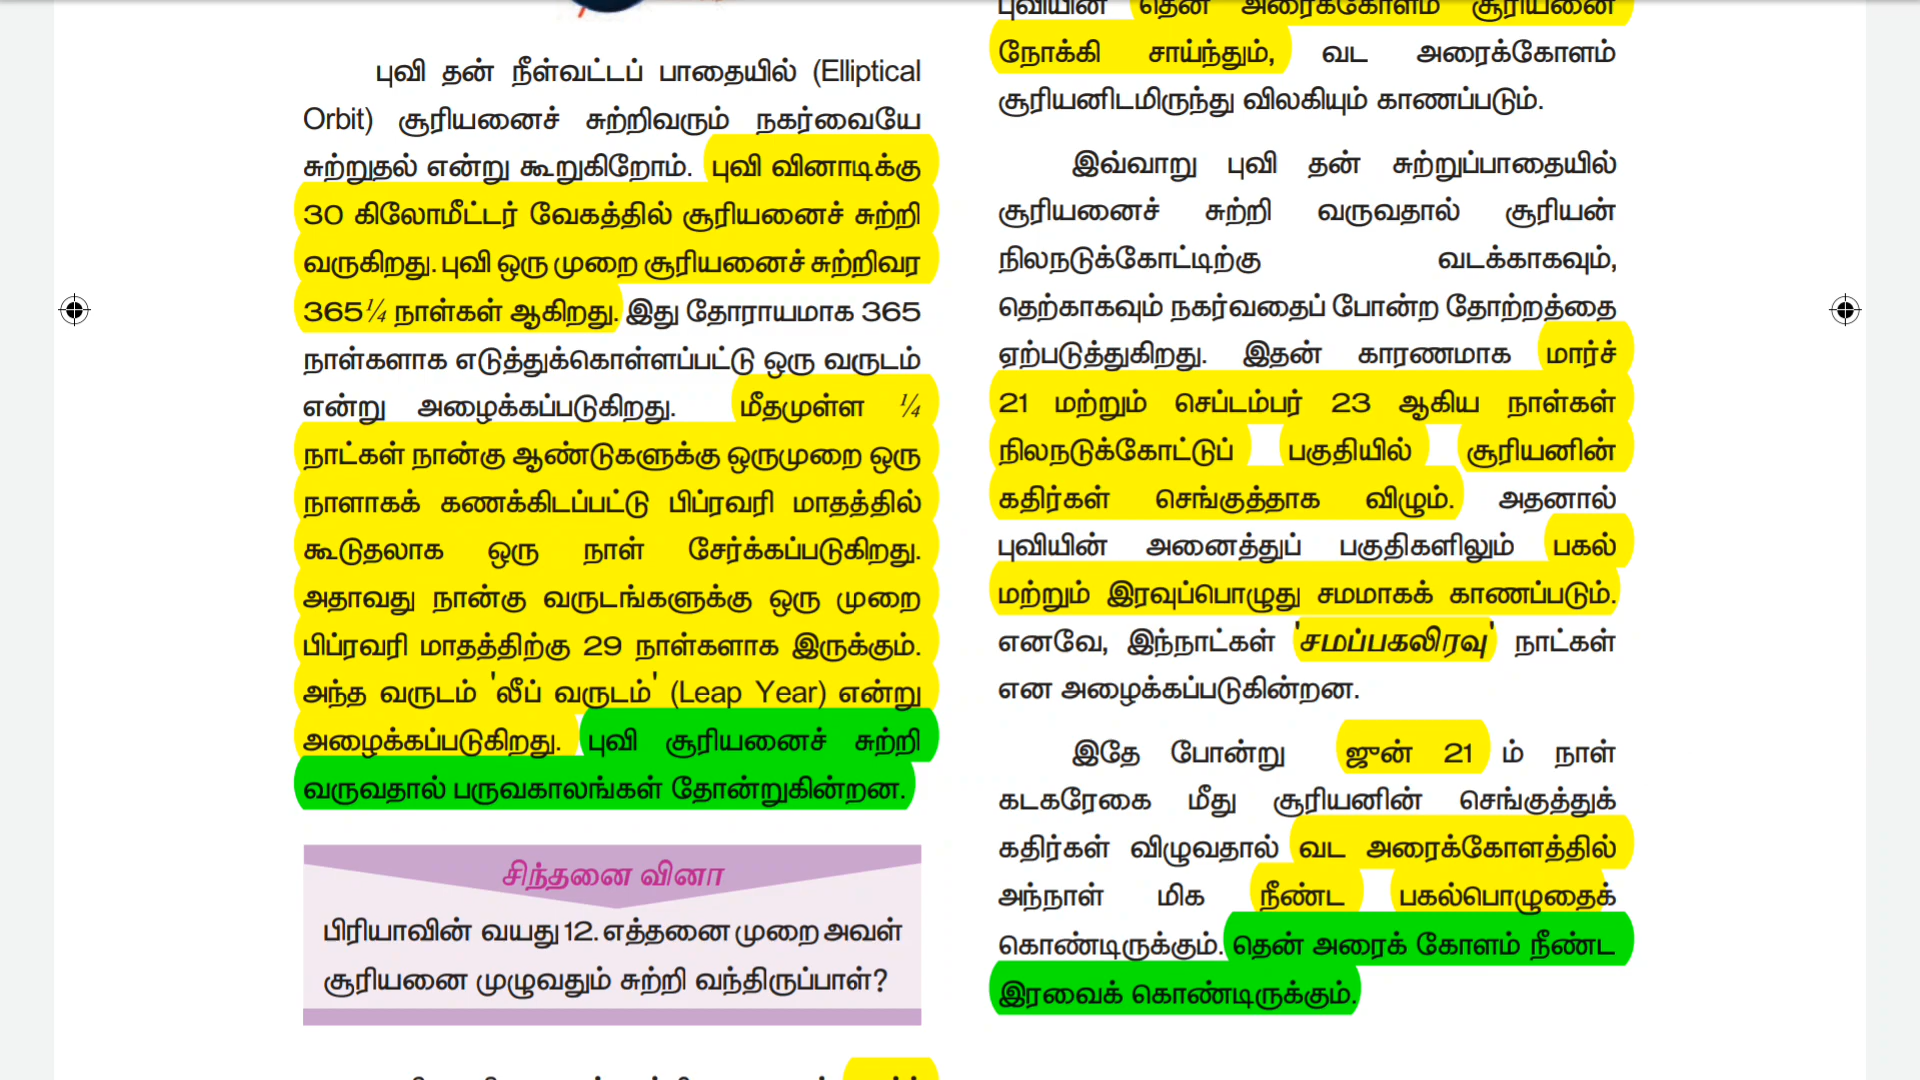 புவி தன் நீள்வட்டப் பாதையில் (Elliptical
Orbit) சூரியனைச் சுற்றிவரும் நகர்வையே
சுற்றுதல் என்று கூறுகிறோம். புவி வினாடிக்கு
30 கிலோமீட்டர் வேகத்தில் சூரியனைச் சுற்றி
வருகிறது. புவி ஒரு முறை சூரியனைச் சுற்றிவர
365¼ நாள்கள் ஆகிறது. இது தோராயமாக 365
நாள்களாக எடுத்துக்கொள்ளப்பட்டு ஒரு வருடம்
என்று அழைக்கப்படுகிறது. மீதமுள்ள ¼
நாட்கள் நான்கு ஆண்டுகளுக்கு ஒருமுறை ஒரு
நாளாகக் கணக்கிடப்பட்டு பிப்ரவரி மாதத்தில்
கூடுதலாக ஒரு நாள் சேர்க்கப்படுகிறது.
அதாவது நான்கு வருடங்களுக்கு ஒரு முறை
பிப்ரவரி மாதத்திற்கு 29 நாள்களாக இருக்கும்.
அந்த வருடம் 'லீப் வருடம்' (Leap Year) என்று
அழைக்கப்படுகிறது. புவி சூரியனைச் சுற்றி
வருவதால் பருவகாலங்கள் தோன்றுகின்றன.
சிந்தனை வினா
பிரியாவின் வயது 12. எத்தனை முறை அவள்
சூரியனை முழுவதும் சுற்றி வந்திருப்பாள்?
புவியின் தென் அரைக்கோளம் சூரியனை
நோக்கி சாய்ந்தும், வட அரைக்கோளம்
சூரியனிடமிருந்து விலகியும் காணப்படும்.
இவ்வாறு புவி தன் சுற்றுப்பாதையில்
சூரியனைச் சுற்றி வருவதால் சூரியன்
நிலநடுக்கோட்டிற்கு வடக்காகவும்,
தெற்காகவும் நகர்வதைப் போன்ற தோற்றத்தை
ஏற்படுத்துகிறது. இதன் காரணமாக மார்ச்
21 மற்றும் செப்டம்பர் 23 ஆகிய நாள்கள்
நிலநடுக்கோட்டுப் பகுதியில் சூரியனின்
கதிர்கள் செங்குத்தாக விழும். அதனால்
புவியின் அனைத்துப் பகுதிகளிலும் பகல்
மற்றும் இரவுப்பொழுது சமமாகக் காணப்படும்.
எனவே, இந்நாட்கள் 'சமப்பகலிரவு' நாட்கள்
என அழைக்கப்படுகின்றன.
இதே போன்று ஜுன் 21 ம் நாள்
கடகரேகை மீது சூரியனின் செங்குத்துக்
கதிர்கள் விழுவதால் வட அரைக்கோளத்தில்
அந்நாள் மிக நீண்ட பகல்பொழுதைக்
கொண்டிருக்கும். தென் அரைக் கோளம் நீண்ட
இரவைக் கொண்டிருக்கும்.